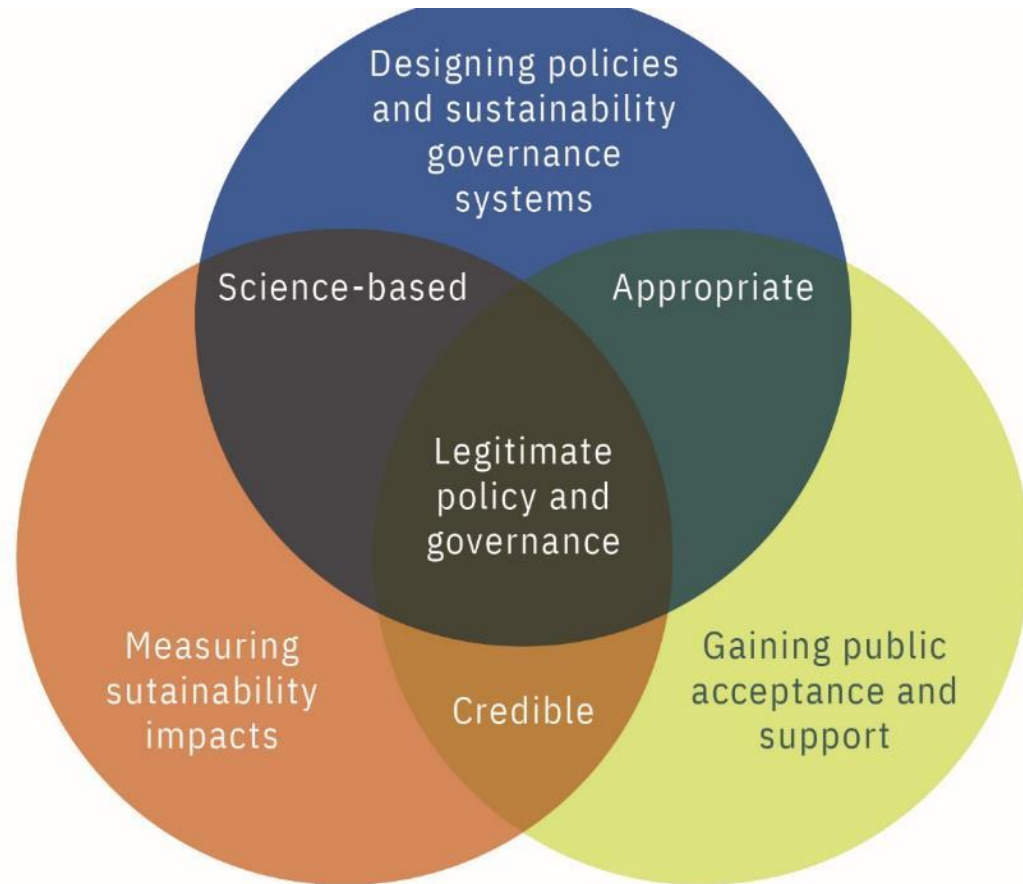 Designing policies
and sustainability
governance
systems
Science-based
Appropriate
Legitimate
policy and
governance
Measuring
sutainability
impacts
Credible
Gaining public
acceptance and
support